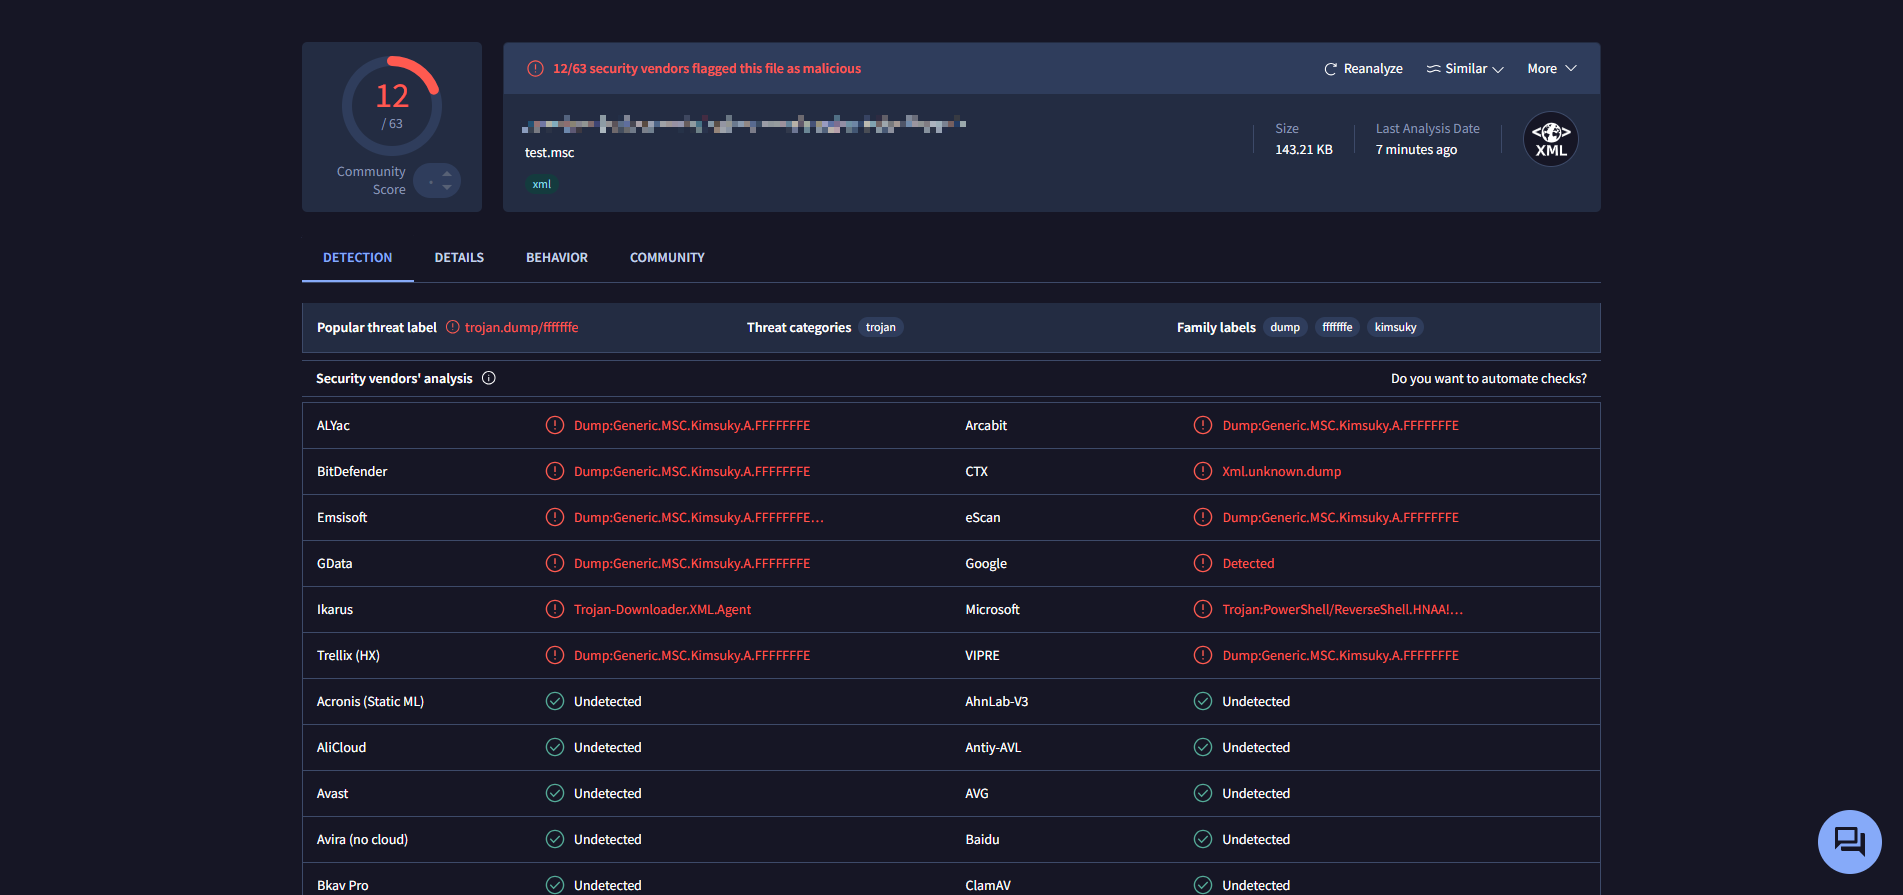 12
/ 63
Community
Score
12/63 security vendors flagged this file as malicious
Reanalyze
Similar
More
test.msc
xml
Size
143.21 KB
Last Analysis Date
7 minutes ago
XML
DETECTION
DETAILS
BEHAVIOR
COMMUNITY
Popular threat label
trojan.dump/fffffffe
Threat categories
trojan
Family labels
dump
fffffffe
kimsuky
Security vendors' analysis
Do you want to automate checks?
ALYac
Dump:Generic.MSC.Kimsuky.A.FFFFFFFE
Arcabit
Dump:Generic.MSC.Kimsuky.A.FFFFFFFE
BitDefender
Dump:Generic.MSC.Kimsuky.A.FFFFFFFE
CTX
Xml.unknown.dump
Emsisoft
Dump:Generic.MSC.Kimsuky.A.FFFFFFFE…
eScan
Dump:Generic.MSC.Kimsuky.A.FFFFFFFE
GData
Dump:Generic.MSC.Kimsuky.A.FFFFFFFE
Google
Detected
Ikarus
Trojan-Downloader.XML.Agent
Microsoft
Trojan:PowerShell/ReverseShell.HNAA!…
Trellix (HX)
Dump:Generic.MSC.Kimsuky.A.FFFFFFFE
VIPRE
Dump:Generic.MSC.Kimsuky.A.FFFFFFFE
Acronis (Static ML)
Undetected
AhnLab-V3
Undetected
AliCloud
Undetected
Antiy-AVL
Undetected
Avast
Undetected
AVG
Undetected
Avira (no cloud)
Undetected
Baidu
Undetected
Bkav Pro
Undetected
ClamAV
Undetected